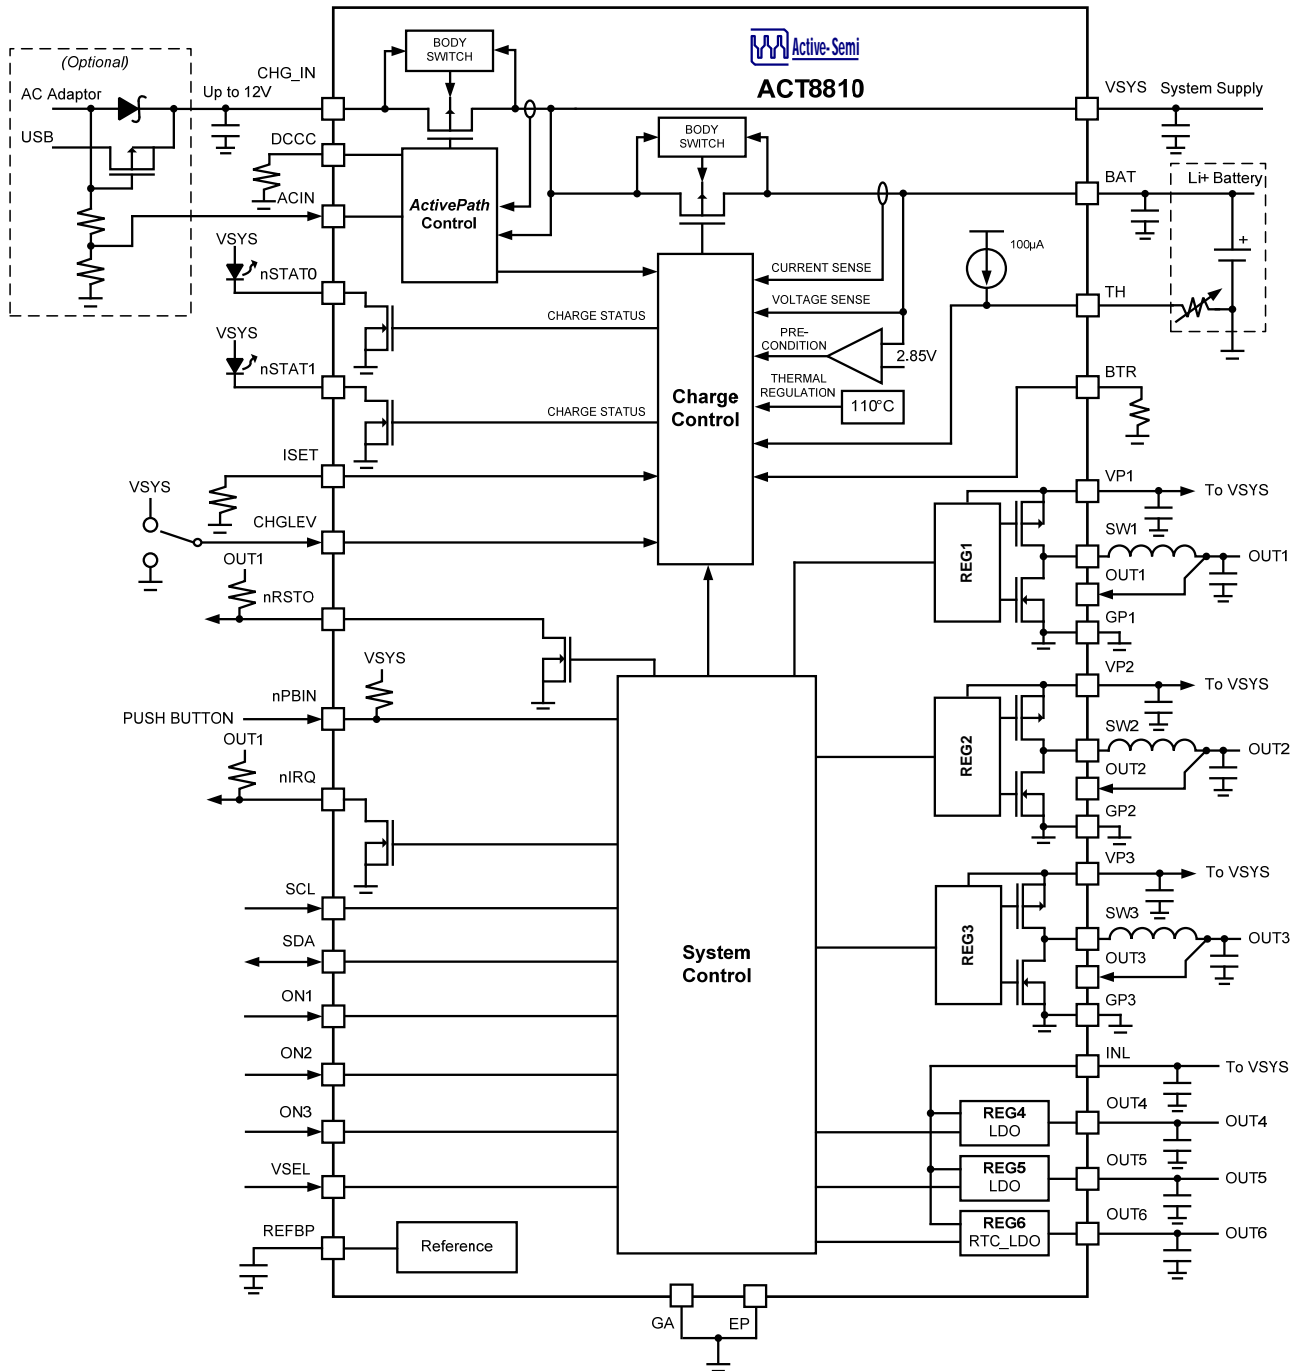 BODY
SWITCH
Active-Semi
ACT8810
(Optional)
AC Adaptor
USB
Up to 12V
CHG_IN
DCCC
ACIN
VSYS
nSTAT0
VSYS
nSTAT1
ISET
VSYS
CHGLEV
OUT1
nRSTO
VSYS
nPBIN
PUSH BUTTON
OUT1
nIRQ
SCL
SDA
ON1
ON2
ON3
VSEL
REFBP
ActivePath
Control
BODY
SWITCH
CHARGE STATUS
CHARGE STATUS
CURRENT SENSE
VOLTAGE SENSE
PRE-
CONDITION
2.85V
THERMAL
REGULATION
110°C
100µA
Charge
Control
System
Control
Reference
REG1
REG2
REG3
REG4
LDO
REG5
LDO
REG6
RTC_LDO
VSYS
System Supply
BAT
Li+ Battery
+
TH
BTR
VP1
To VSYS
SW1
OUT1
OUT1
GP1
VP2
To VSYS
SW2
OUT2
OUT2
GP2
VP3
To VSYS
SW3
OUT3
OUT3
GP3
INL
To VSYS
OUT4
OUT4
OUT5
OUT5
OUT6
OUT6
GA
EP